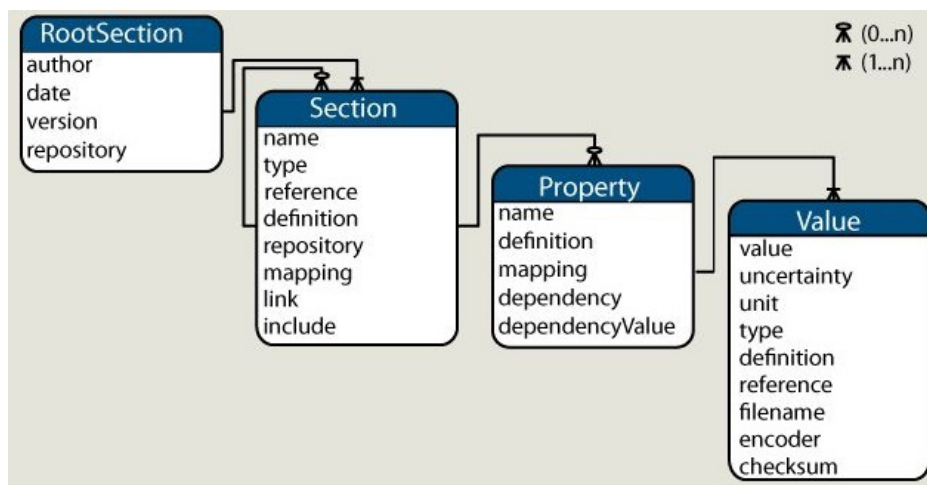 RootSection
author
date
version
repository
(0...n)
(1...n)
Section
name
type
reference
definition
repository
mapping
link
include
Property
name
definition
mapping
dependency
dependencyValue
Value
value
uncertainty
unit
type
definition
reference
filename
encoder
checksum